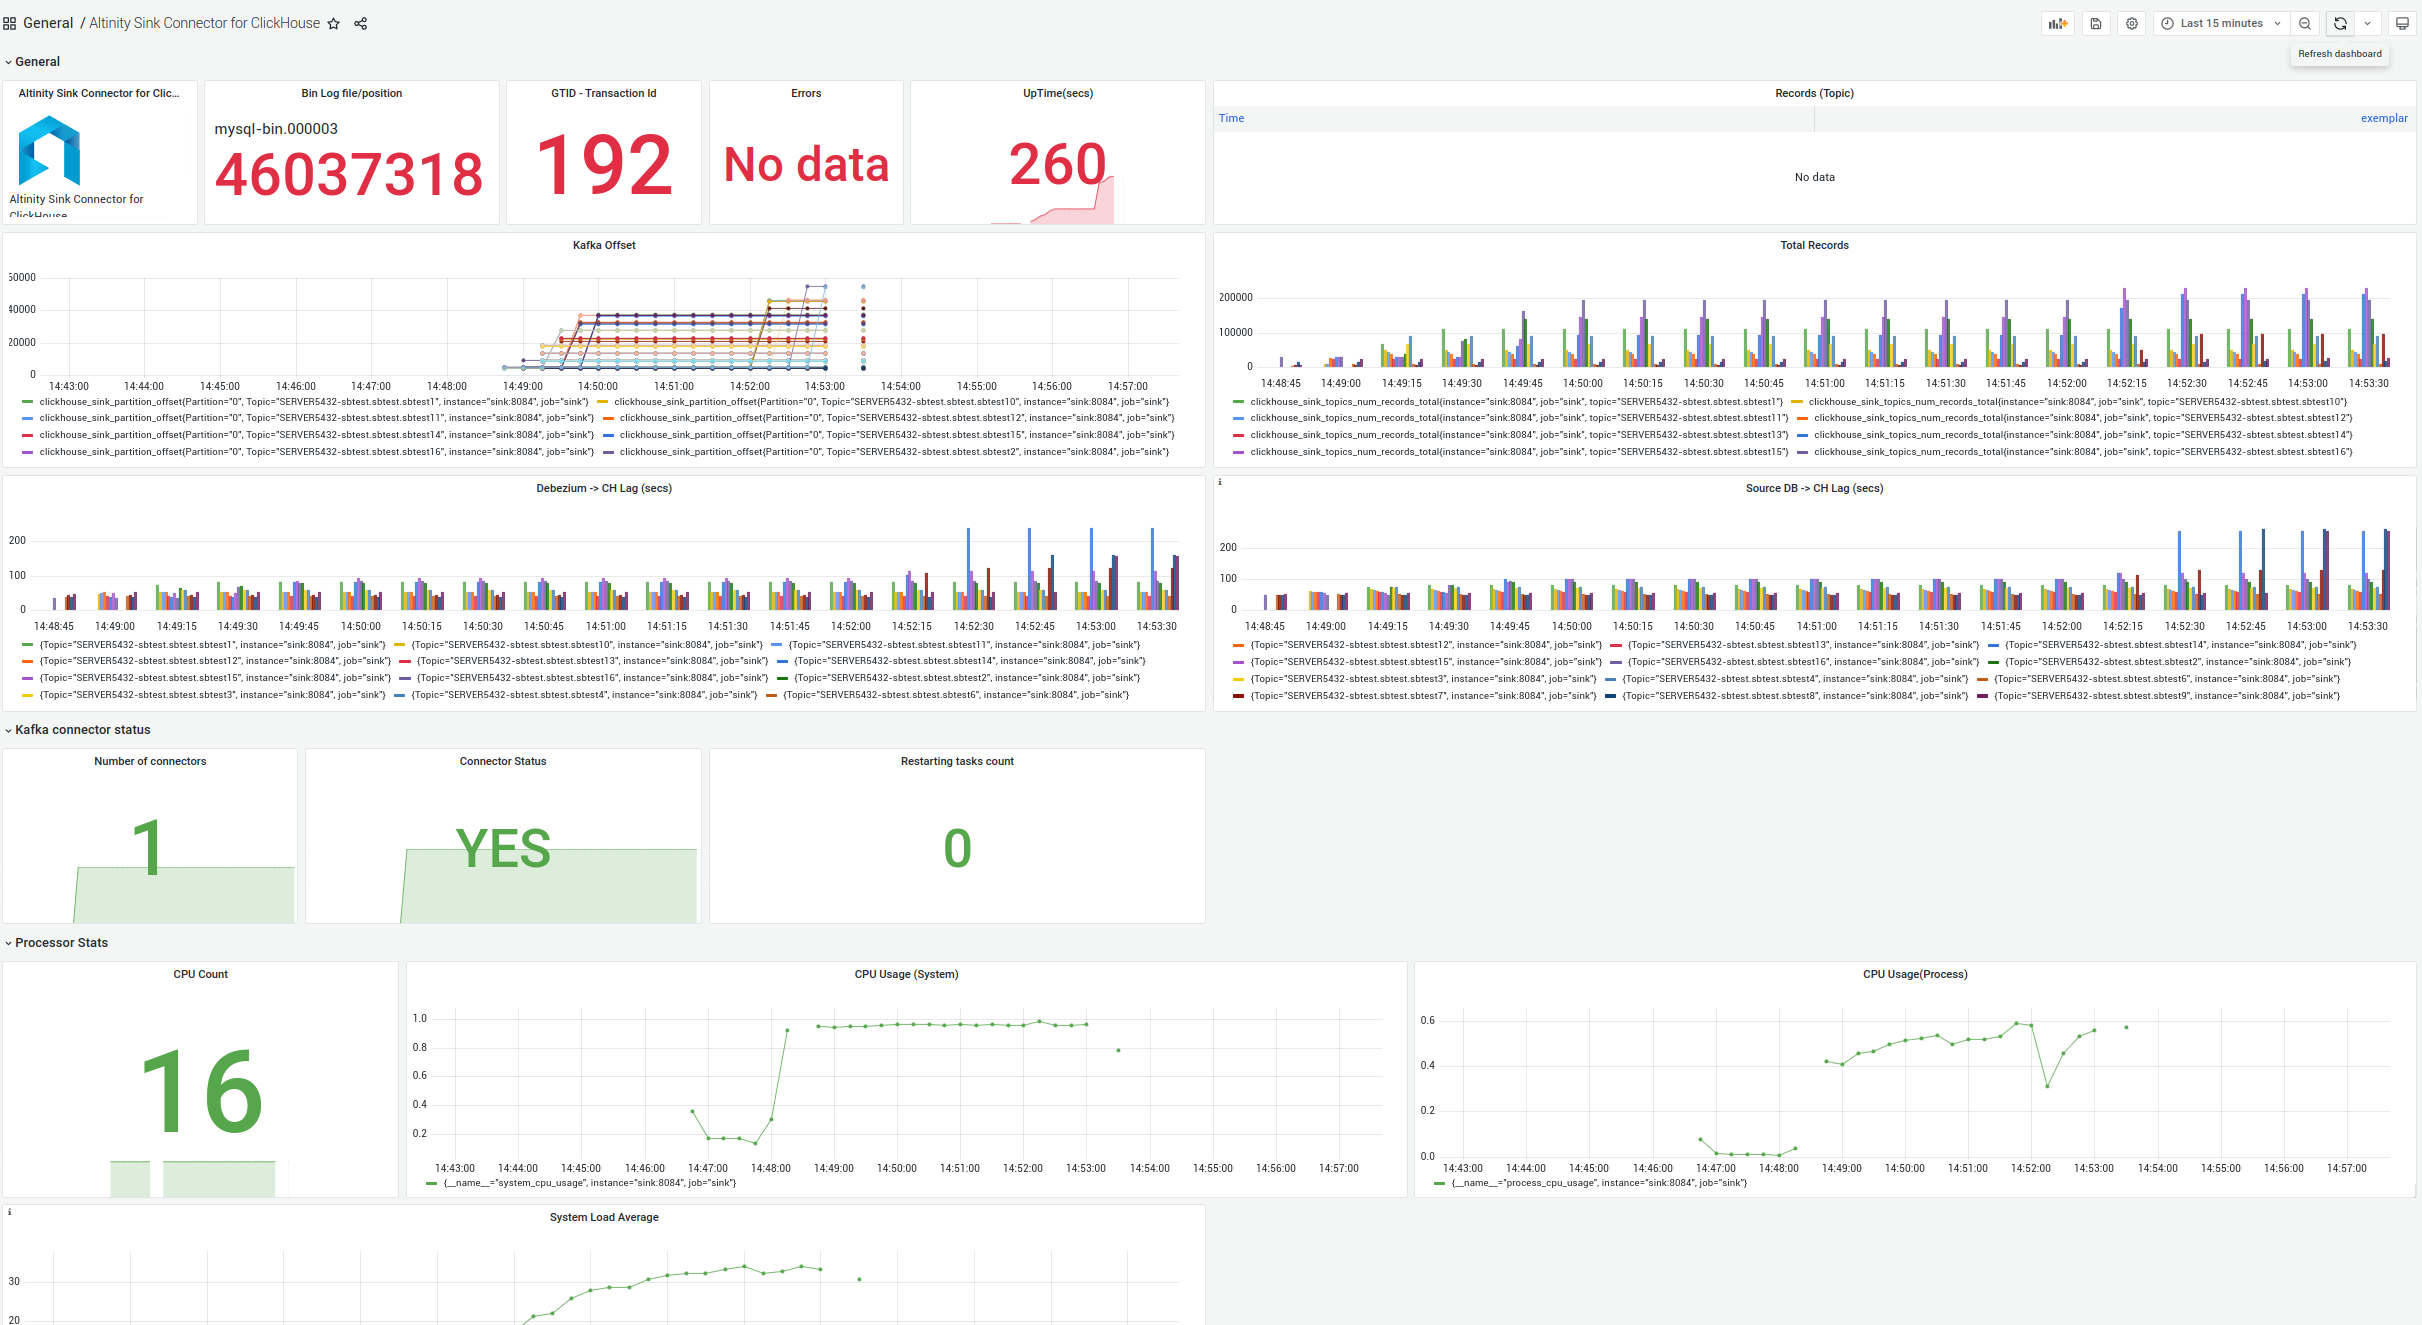 General / Altinity Sink Connector for ClickHouse
Last 15 minutes
Refresh dashboard
General
Altinity Sink Connector for Clic...
Altinity Sink Connector for
ClickHouse
Bin Log file/position
mysql-bin.000003
46037318
GTID - Transaction Id
192
Errors
No data
UpTime(secs)
260
Records (Topic)
Time
exemplar
No data
Kafka Offset
60000
40000
20000
0
14:43:00 14:44:00 14:45:00 14:46:00 14:47:00 14:48:00 14:49:00 14:50:00 14:51:00 14:52:00 14:53:00 14:54:00 14:55:00 14:56:00 14:57:00
clickhouse_sink_partition_offset{Partition="0", Topic="SERVER5432-sbtest.sbtest.sbtest1", instance="sink:8084", job="sink"} clickhouse_sink_partition_offset{Partition="0", Topic="SERVER5432-sbtest.sbtest.sbtest10", instance="sink:8084", job="sink"}
clickhouse_sink_partition_offset{Partition="0", Topic="SERVER5432-sbtest.sbtest.sbtest11", instance="sink:8084", job="sink"} clickhouse_sink_partition_offset{Partition="0", Topic="SERVER5432-sbtest.sbtest.sbtest12", instance="sink:8084", job="sink"}
clickhouse_sink_partition_offset{Partition="0", Topic="SERVER5432-sbtest.sbtest.sbtest14", instance="sink:8084", job="sink"} clickhouse_sink_partition_offset{Partition="0", Topic="SERVER5432-sbtest.sbtest.sbtest15", instance="sink:8084", job="sink"}
clickhouse_sink_partition_offset{Partition="0", Topic="SERVER5432-sbtest.sbtest.sbtest16", instance="sink:8084", job="sink"} clickhouse_sink_partition_offset{Partition="0", Topic="SERVER5432-sbtest.sbtest.sbtest2", instance="sink:8084", job="sink"}
Total Records
200000
100000
0
14:48:45 14:49:00 14:49:15 14:49:30 14:49:45 14:50:00 14:50:15 14:50:30 14:50:45 14:51:00 14:51:15 14:51:30 14:51:45 14:52:00 14:52:15 14:52:30 14:52:45 14:53:00 14:53:30
clickhouse_sink_topics_num_records_total{instance="sink:8084", job="sink", topic="SERVER5432-sbtest.sbtest.sbtest1"} clickhouse_sink_topics_num_records_total{instance="sink:8084", job="sink", topic="SERVER5432-sbtest.sbtest.sbtest10"}
clickhouse_sink_topics_num_records_total{instance="sink:8084", job="sink", topic="SERVER5432-sbtest.sbtest.sbtest11"} clickhouse_sink_topics_num_records_total{instance="sink:8084", job="sink", topic="SERVER5432-sbtest.sbtest.sbtest12"}
clickhouse_sink_topics_num_records_total{instance="sink:8084", job="sink", topic="SERVER5432-sbtest.sbtest.sbtest13"} clickhouse_sink_topics_num_records_total{instance="sink:8084", job="sink", topic="SERVER5432-sbtest.sbtest.sbtest14"}
clickhouse_sink_topics_num_records_total{instance="sink:8084", job="sink", topic="SERVER5432-sbtest.sbtest.sbtest15"} clickhouse_sink_topics_num_records_total{instance="sink:8084", job="sink", topic="SERVER5432-sbtest.sbtest.sbtest16"}
Debezium -> CH Lag (secs)
200
100
0
14:48:45 14:49:00 14:49:15 14:49:30 14:49:45 14:50:00 14:50:15 14:50:30 14:50:45 14:51:00 14:51:15 14:51:30 14:51:45 14:52:00 14:52:15 14:52:30 14:52:45 14:53:00 14:53:30
{Topic="SERVER5432-sbtest.sbtest.sbtest1", instance="sink:8084", job="sink"} {Topic="SERVER5432-sbtest.sbtest.sbtest10", instance="sink:8084", job="sink"} {Topic="SERVER5432-sbtest.sbtest.sbtest11", instance="sink:8084", job="sink"}
{Topic="SERVER5432-sbtest.sbtest.sbtest12", instance="sink:8084", job="sink"} {Topic="SERVER5432-sbtest.sbtest.sbtest13", instance="sink:8084", job="sink"} {Topic="SERVER5432-sbtest.sbtest.sbtest14", instance="sink:8084", job="sink"}
{Topic="SERVER5432-sbtest.sbtest.sbtest15", instance="sink:8084", job="sink"} {Topic="SERVER5432-sbtest.sbtest.sbtest16", instance="sink:8084", job="sink"} {Topic="SERVER5432-sbtest.sbtest.sbtest2", instance="sink:8084", job="sink"}
{Topic="SERVER5432-sbtest.sbtest.sbtest3", instance="sink:8084", job="sink"} {Topic="SERVER5432-sbtest.sbtest.sbtest4", instance="sink:8084", job="sink"} {Topic="SERVER5432-sbtest.sbtest.sbtest6", instance="sink:8084", job="sink"}
Source DB -> CH Lag (secs)
200
100
0
14:48:45 14:49:00 14:49:15 14:49:30 14:49:45 14:50:00 14:50:15 14:50:30 14:50:45 14:51:00 14:51:15 14:51:30 14:51:45 14:52:00 14:52:15 14:52:30 14:52:45 14:53:00 14:53:30
{Topic="SERVER5432-sbtest.sbtest.sbtest12", instance="sink:8084", job="sink"} {Topic="SERVER5432-sbtest.sbtest.sbtest13", instance="sink:8084", job="sink"} {Topic="SERVER5432-sbtest.sbtest.sbtest14", instance="sink:8084", job="sink"}
{Topic="SERVER5432-sbtest.sbtest.sbtest15", instance="sink:8084", job="sink"} {Topic="SERVER5432-sbtest.sbtest.sbtest16", instance="sink:8084", job="sink"} {Topic="SERVER5432-sbtest.sbtest.sbtest2", instance="sink:8084", job="sink"}
{Topic="SERVER5432-sbtest.sbtest.sbtest3", instance="sink:8084", job="sink"} {Topic="SERVER5432-sbtest.sbtest.sbtest4", instance="sink:8084", job="sink"} {Topic="SERVER5432-sbtest.sbtest.sbtest6", instance="sink:8084", job="sink"}
{Topic="SERVER5432-sbtest.sbtest.sbtest7", instance="sink:8084", job="sink"} {Topic="SERVER5432-sbtest.sbtest.sbtest8", instance="sink:8084", job="sink"} {Topic="SERVER5432-sbtest.sbtest.sbtest9", instance="sink:8084", job="sink"}
Kafka connector status
Number of connectors
1
Connector Status
YES
Restarting tasks count
0
Processor Stats
CPU Count
16
CPU Usage (System)
1.0
0.8
0.6
0.4
0.2
14:43:00 14:44:00 14:45:00 14:46:00 14:47:00 14:48:00 14:49:00 14:50:00 14:51:00 14:52:00 14:53:00 14:54:00 14:55:00 14:56:00 14:57:00
{__name__="system_cpu_usage", instance="sink:8084", job="sink"}
CPU Usage(Process)
0.6
0.4
0.2
0.0
14:43:00 14:44:00 14:45:00 14:46:00 14:47:00 14:48:00 14:49:00 14:50:00 14:51:00 14:52:00 14:53:00 14:54:00 14:55:00 14:56:00 14:57:00
{__name__="process_cpu_usage", instance="sink:8084", job="sink"}
System Load Average
30
20